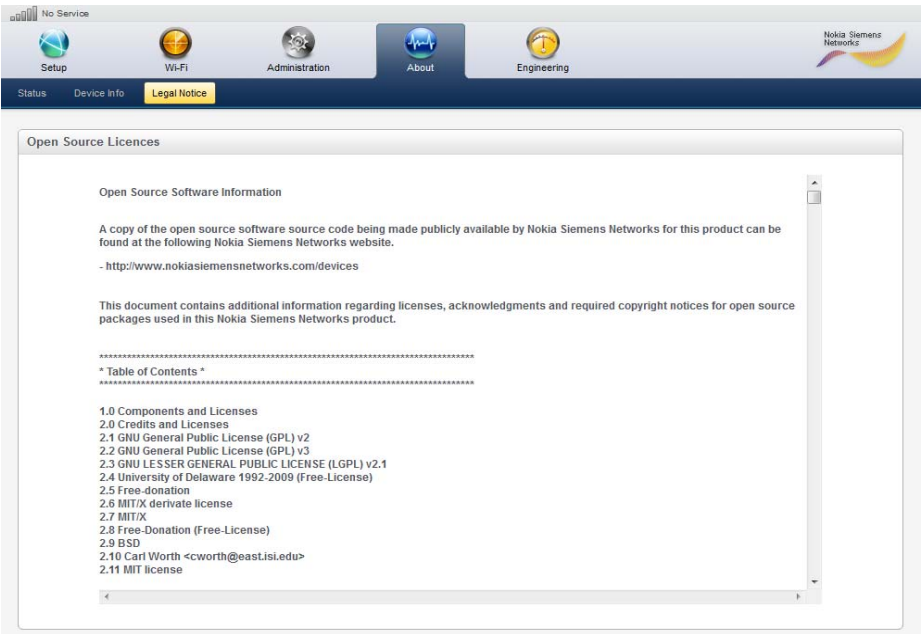 No Service
Setup
Wi-Fi
Administration
About
Engineering
Nokia Siemens
Networks
Status
Device Info
Legal Notice
Open Source Licences
Open Source Software Information
A copy of the open source software source code being made publicly available by Nokia Siemens Networks for this product can be
found at the following Nokia Siemens Networks website.
- http://www.nokiasiemensnetworks.com/devices
This document contains additional information regarding licenses, acknowledgments and required copyright notices for open source
packages used in this Nokia Siemens Networks product.
********************************************************************************
* Table of Contents *
********************************************************************************
1.0 Components and Licenses
2.0 Credits and Licenses
2.1 GNU General Public License (GPL) v2
2.2 GNU General Public License (GPL) v3
2.3 GNU LESSER GENERAL PUBLIC LICENSE (LGPL) v2.1
2.4 University of Delaware 1992-2009 (Free-License)
2.5 Free-donation
2.6 MIT/X derivate license
2.7 MIT/X
2.8 Free-Donation (Free-License)
2.9 BSD
2.10 Carl Worth <cworth@east.isi.edu>
2.11 MIT license